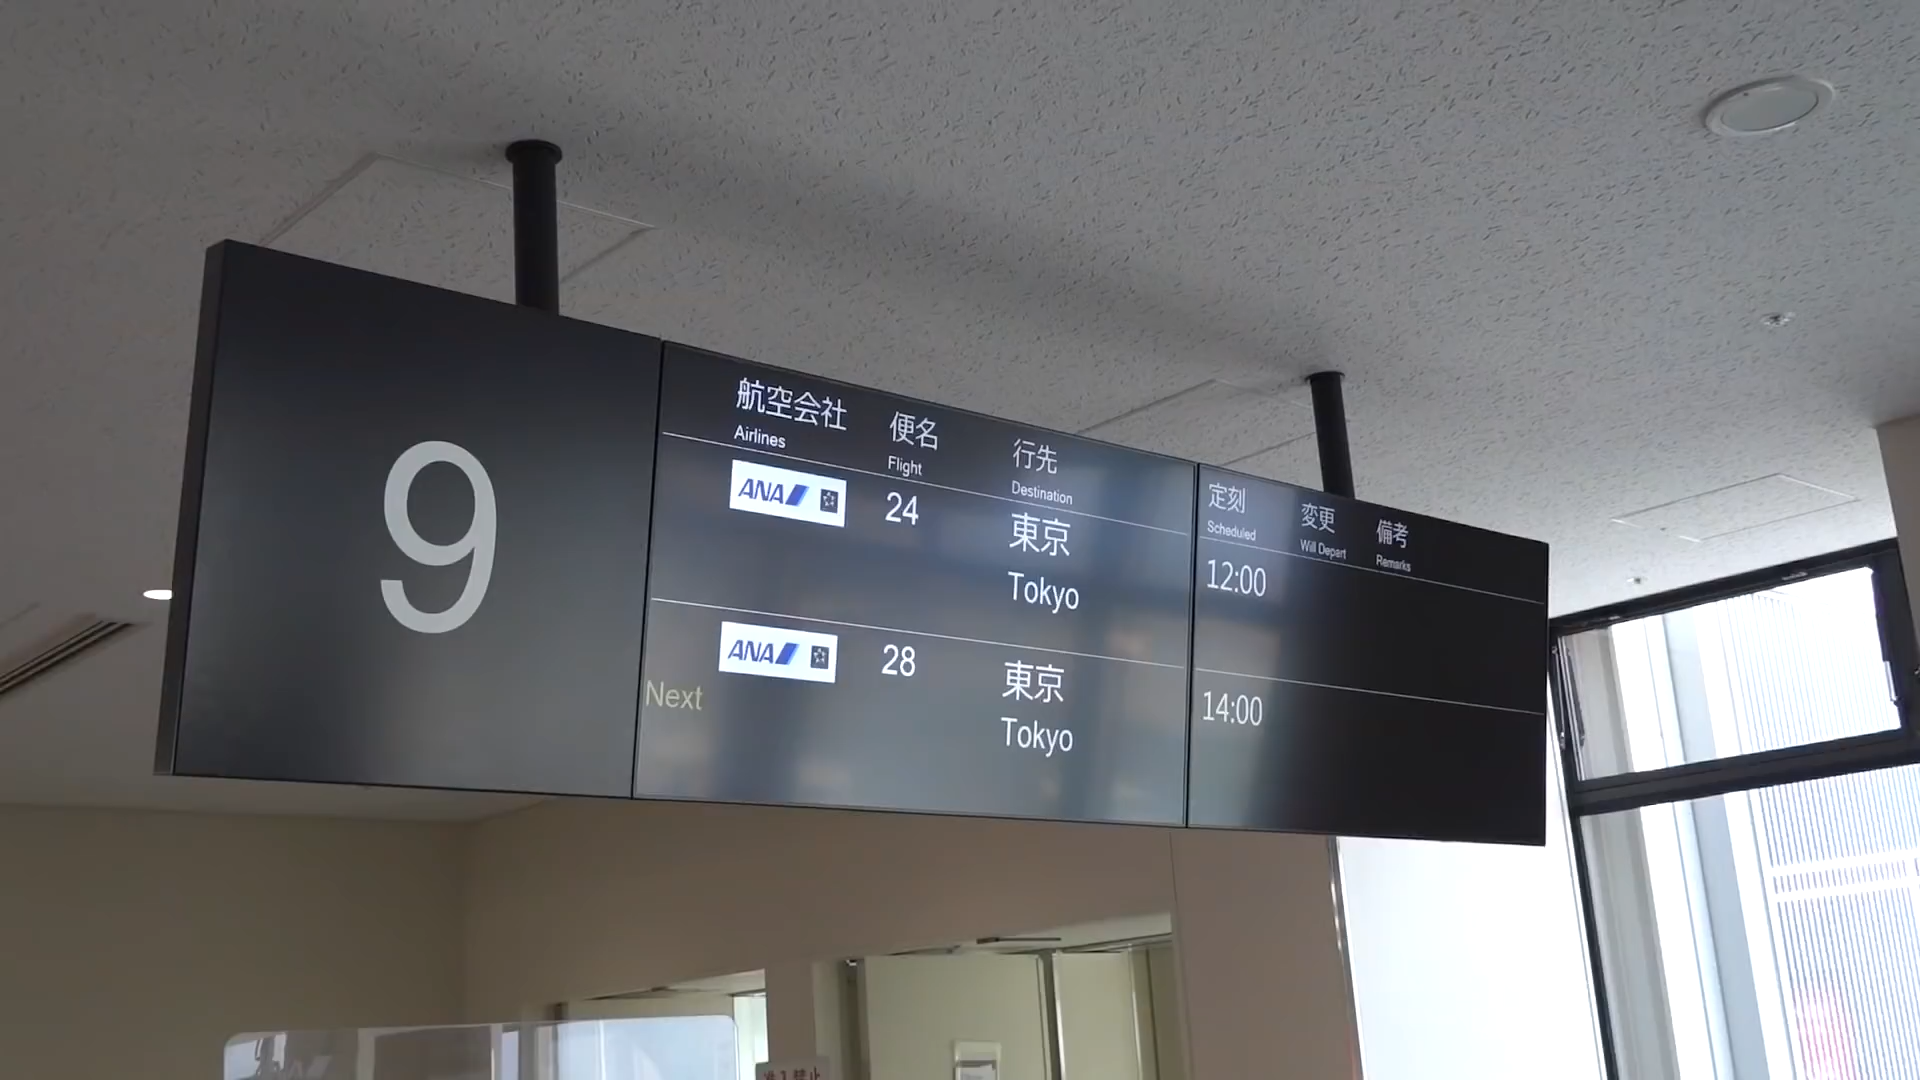 9
航空会社 便名 行先 定刻 変更 備考
Airlines Flight Destination Scheduled Will Depart Remarks
ANA 24 東京 12:00
Tokyo
ANA 28 東京 14:00
Next Tokyo